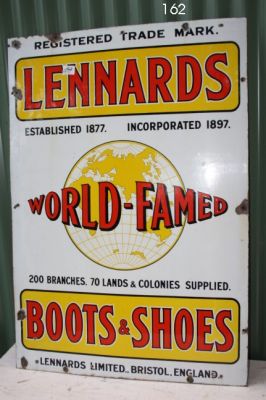 162
REGISTERED TRADE MARK.
LENNARDS
ESTABLISHED 1877. INCORPORATED 1897.
WORLD-FAMED
200 BRANCHES. 70 LANDS & COLONIES SUPPLIED.
BOOTS & SHOES
LENNARDS LIMITED., BRISTOL, ENGLAND.